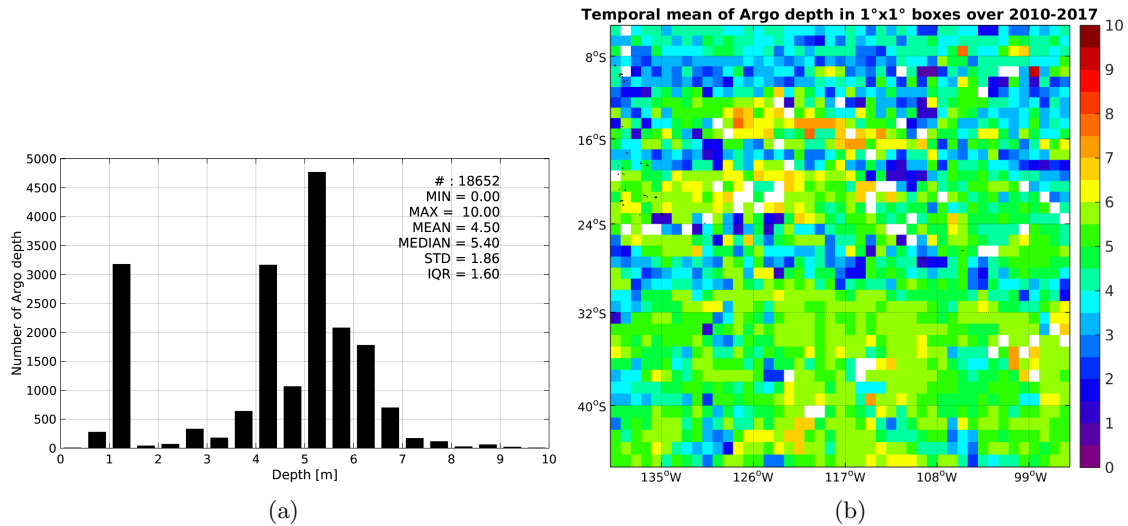 Temporal mean of Argo depth in 1°x1° boxes over 2010-2017
5000
4500
4000
3500
3000
2500
2000
1500
1000
500
0
Number of Argo depth
# : 18652
MIN = 0.00
MAX = 10.00
MEAN = 4.50
MEDIAN = 5.40
STD = 1.86
IQR = 1.60
0 1 2 3 4 5 6 7 8 9 10
Depth [m]
(a)
8°S
16°S
24°S
32°S
40°S
135°W 126°W 117°W 108°W 99°W
10
9
8
7
6
5
4
3
2
1
0
(b)